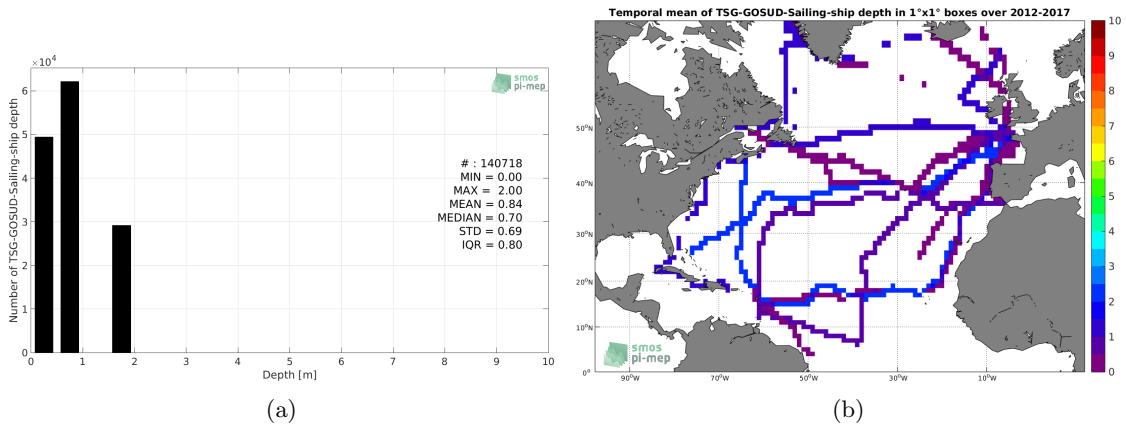 Number of TSG-GOSUD-Sailing-ship depth
×10⁴
6
5
4
3
2
1
0
0 1 2 3 4 5 6 7 8 9 10
Depth [m]
smos
pi-mep
# : 140718
MIN = 0.00
MAX = 2.00
MEAN = 0.84
MEDIAN = 0.70
STD = 0.69
IQR = 0.80
(a)
Temporal mean of TSG-GOSUD-Sailing-ship depth in 1°x1° boxes over 2012-2017
50°N
40°N
30°N
20°N
10°N
0°
90°W 70°W 50°W 30°W 10°W
smos
pi-mep
10
9
8
7
6
5
4
3
2
1
0
(b)